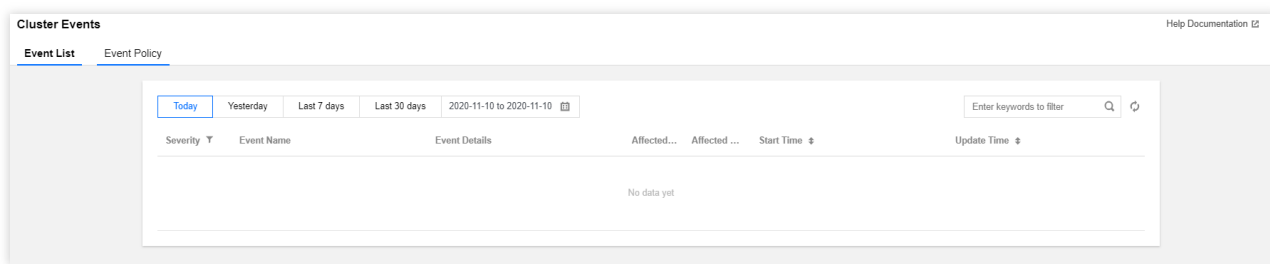 Cluster Events
Help Documentation
Event List Event Policy
Today Yesterday Last 7 days Last 30 days 2020-11-10 to 2020-11-10 Enter keywords to filter
Severity Event Name Event Details Affected... Affected ... Start Time Update Time
No data yet